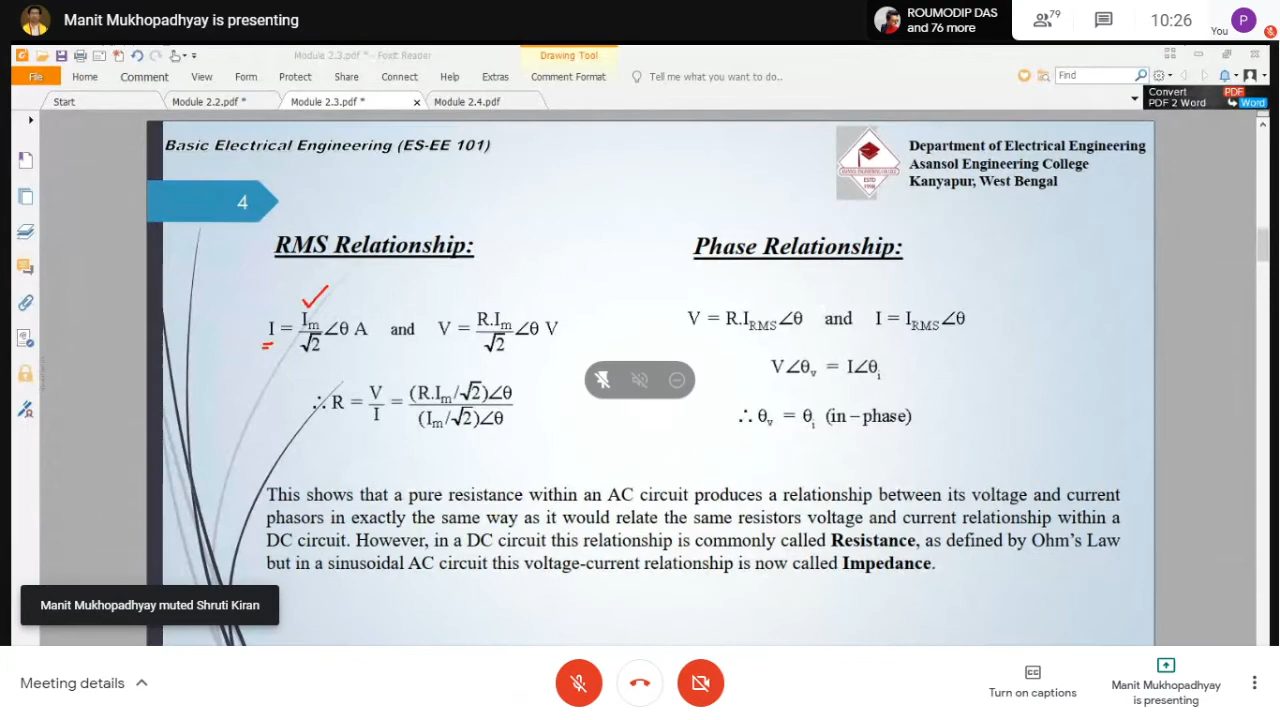 Manit Mukhopadhyay is presenting
ROUMODIP DAS
and 76 more
79
10:26
You
P
Module 2.3.pdf * - Foxit Reader
Drawing Tool
File Home Comment View Form Protect Share Connect Help Extras Comment Format Tell me what you want to do.. Find
Start Module 2.2.pdf * Module 2.3.pdf * Module 2.4.pdf
Convert PDF
PDF 2 Word Word
Basic Electrical Engineering (ES-EE 101)
Department of Electrical Engineering
Asansol Engineering College
Kanyapur, West Bengal
4
RMS Relationship:
I = Im/√2 ∠θ A and V = R.Im/√2 ∠θ V
∴ R = V/I = (R.Im/√2)∠θ / (Im/√2)∠θ
Phase Relationship:
V = R.IRMS∠θ and I = IRMS∠θ
V∠θv = I∠θi
∴ θv = θi (in−phase)
This shows that a pure resistance within an AC circuit produces a relationship between its voltage and current
phasors in exactly the same way as it would relate the same resistors voltage and current relationship within a
DC circuit. However, in a DC circuit this relationship is commonly called Resistance, as defined by Ohm's Law
but in a sinusoidal AC circuit this voltage-current relationship is now called Impedance.
Manit Mukhopadhyay muted Shruti Kiran
Meeting details
CC
Turn on captions
Manit Mukhopadhyay
is presenting